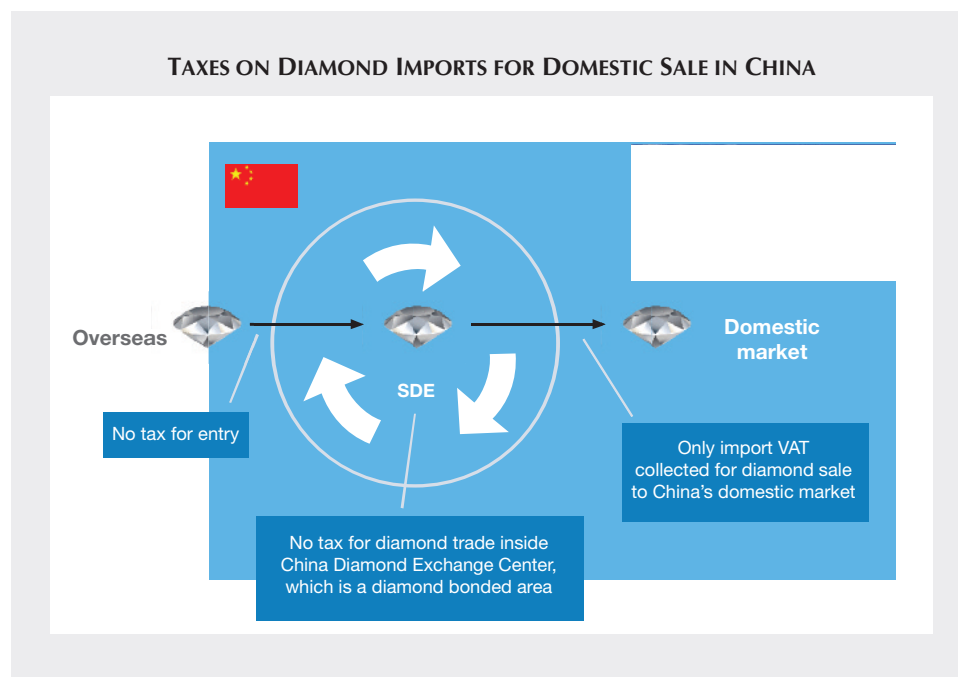 TAXES ON DIAMOND IMPORTS FOR DOMESTIC SALE IN CHINA
Overseas
Domestic
market
SDE
No tax for entry
Only import VAT
collected for diamond sale
to China's domestic market
No tax for diamond trade inside
China Diamond Exchange Center,
which is a diamond bonded area